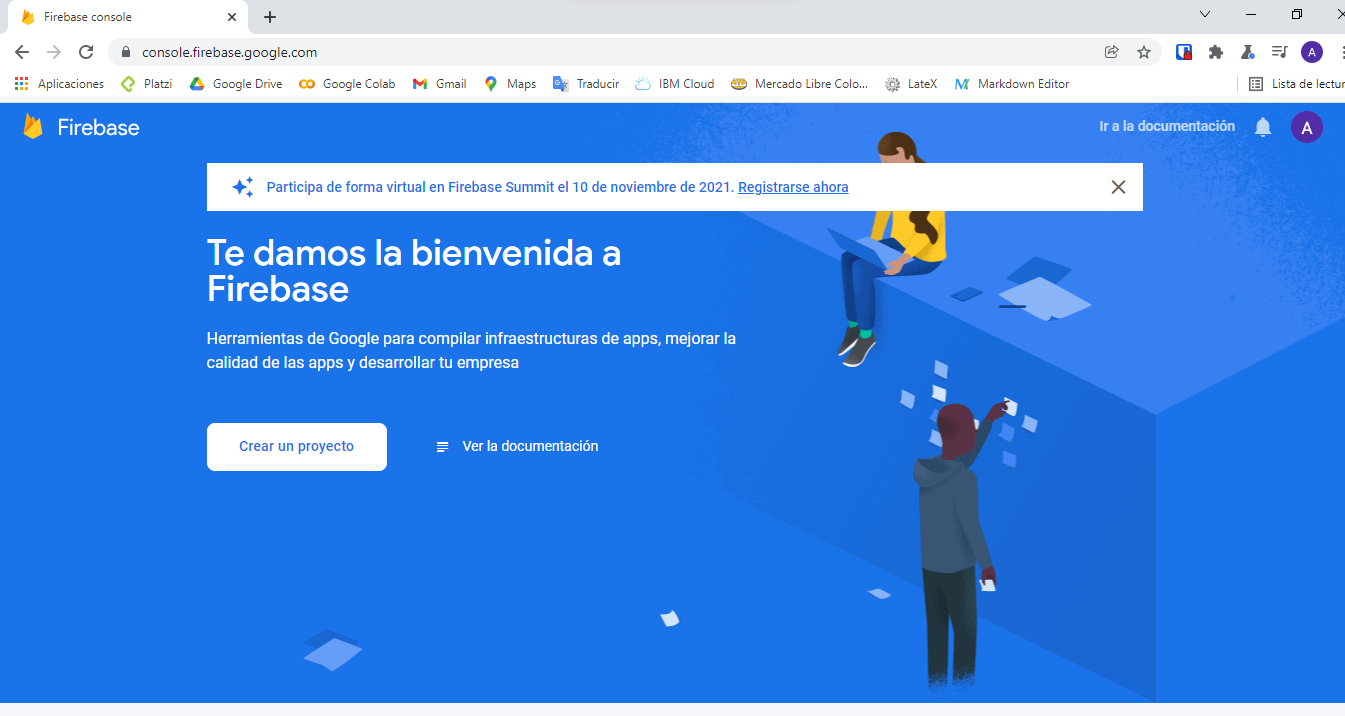 Firebase console
console.firebase.google.com
A
Aplicaciones
Platzi
Google Drive
Google Colab
Gmail
Maps
Traducir
IBM Cloud
Mercado Libre Colo...
LateX
Markdown Editor
Lista de lectur
Firebase
Ir a la documentación
A
Participa de forma virtual en Firebase Summit el 10 de noviembre de 2021. Registrarse ahora
Te damos la bienvenida a
Firebase
Herramientas de Google para compilar infraestructuras de apps, mejorar la
calidad de las apps y desarrollar tu empresa
Crear un proyecto
Ver la documentación